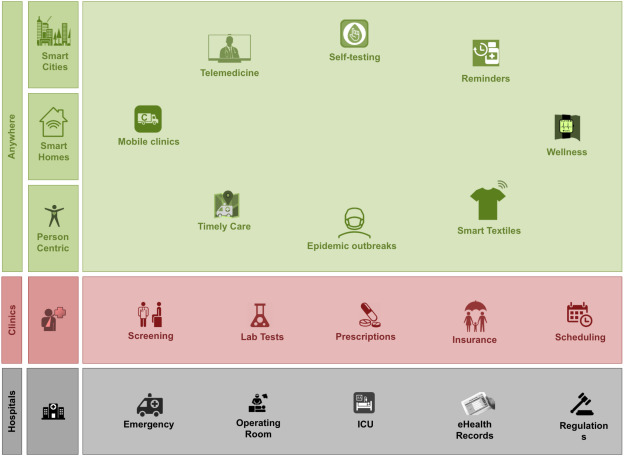 Anywhere
Smart
Cities
Smart
Homes
Person
Centric
Telemedicine
Self-testing
Reminders
C
Mobile clinics
Wellness
Timely Care
Epidemic outbreaks
Smart Textiles
Clinics
Screening
Lab Tests
Prescriptions
Insurance
Scheduling
Hospitals
Emergency
Operating
Room
ICU
eHealth
Records
Regulation
s